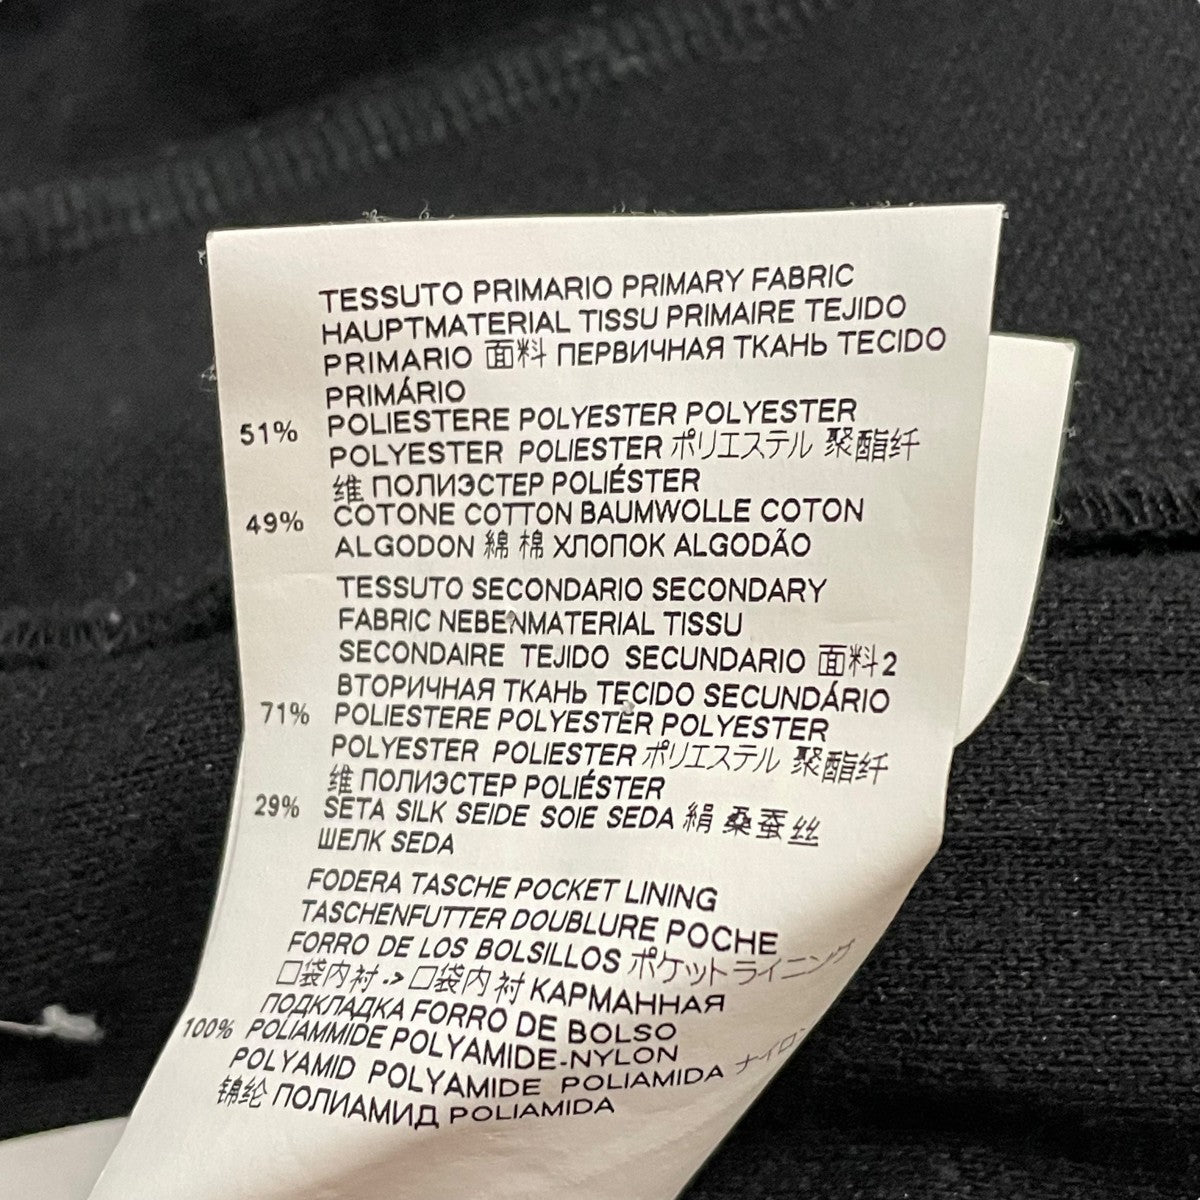 TESSUTO PRIMARIO PRIMARY FABRIC
HAUPTMATERIAL TISSU PRIMAIRE TEJIDO
PRIMARIO 面料 ПЕРВИЧНАЯ ТКАНЬ TECIDO
PRIMÁRIO
51% POLIESTERE POLYESTER POLYESTER
POLYESTER POLIESTER ポリエステル 聚酯纤
维 ПОЛИЭСТЕР POLIÉSTER
49% COTONE COTTON BAUMWOLLE COTON
ALGODON 綿 棉 ХЛОПОК ALGODÃO
TESSUTO SECONDARIO SECONDARY
FABRIC NEBENMATERIAL TISSU
SECONDAIRE TEJIDO SECUNDARIO 面料2
ВТОРИЧНАЯ ТКАНЬ TECIDO SECUNDÁRIO
71% POLIESTERE POLYESTER POLYESTER
POLYESTER POLIESTER ポリエステル 聚酯纤
维 ПОЛИЭСТЕР POLIÉSTER
29% SETA SILK SEIDE SOIE SEDA 絹 桑蚕丝
ШЕЛК SEDA
FODERA TASCHE POCKET LINING
TASCHENFUTTER DOUBLURE POCHE
FORRO DE LOS BOLSILLOS ポケットライニング
口袋内衬 -> 口袋内衬 КАРМАННАЯ
ПОДКЛАДКА FORRO DE BOLSO
100% POLIAMMIDE POLYAMIDE-NYLON
POLYAMID POLYAMIDE POLIAMIDA ナイロン
锦纶 ПОЛИАМИД POLIAMIDA